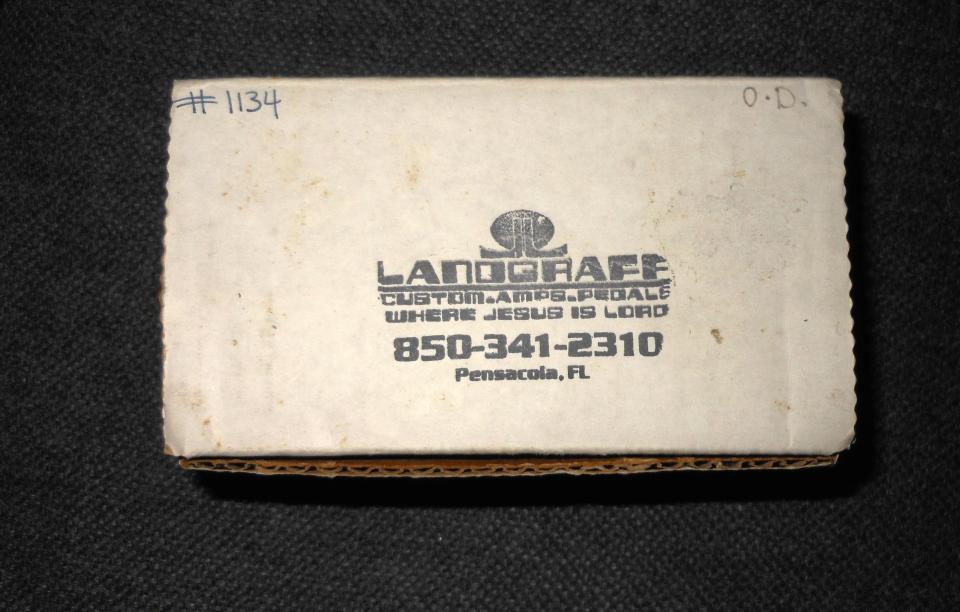 #1134
O.D.
LANDGRAFF
CUSTOM.AMPS.PEDALS
WHERE JESUS IS LORD
850-341-2310
Pensacola, FL